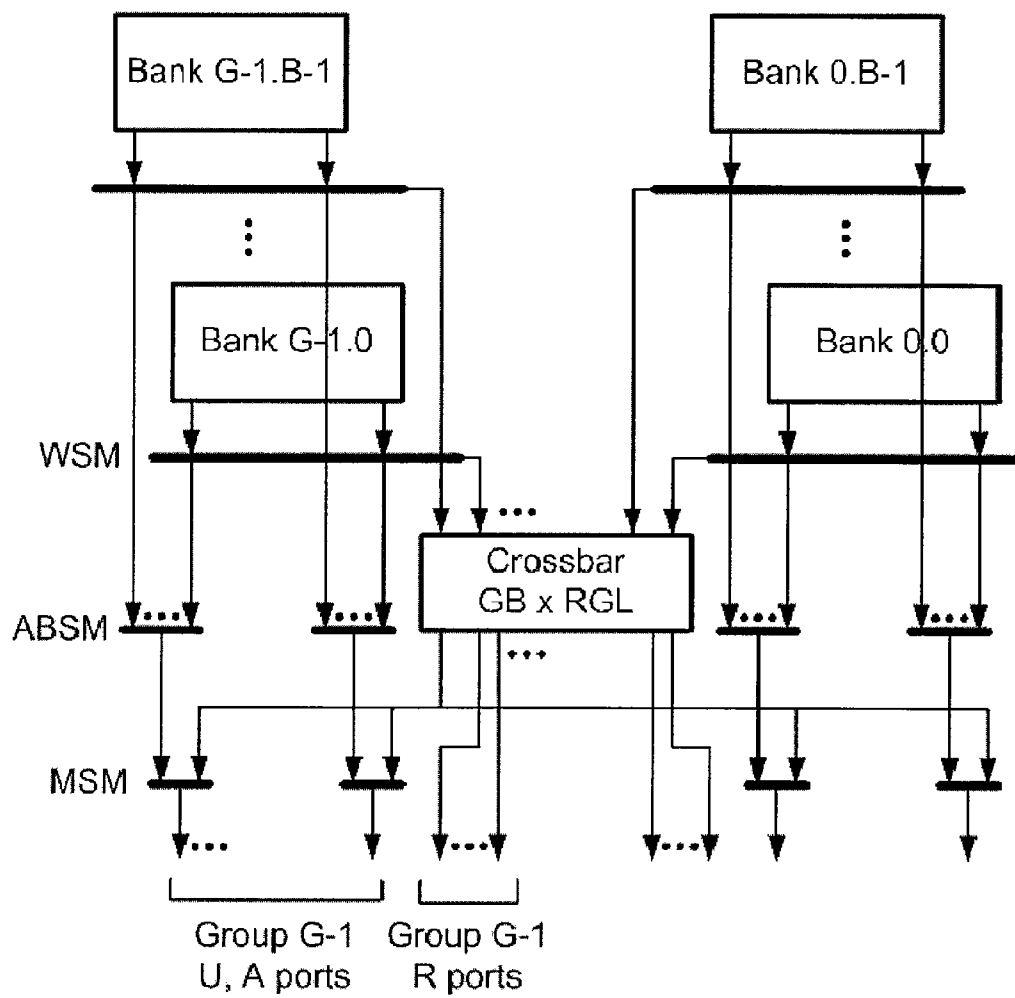 Bank G-1.B-1
Bank 0.B-1
Bank G-1.0
Bank 0.0
WSM
Crossbar
GB x RGL
ABSM
MSM
Group G-1
U, A ports
Group G-1
R ports